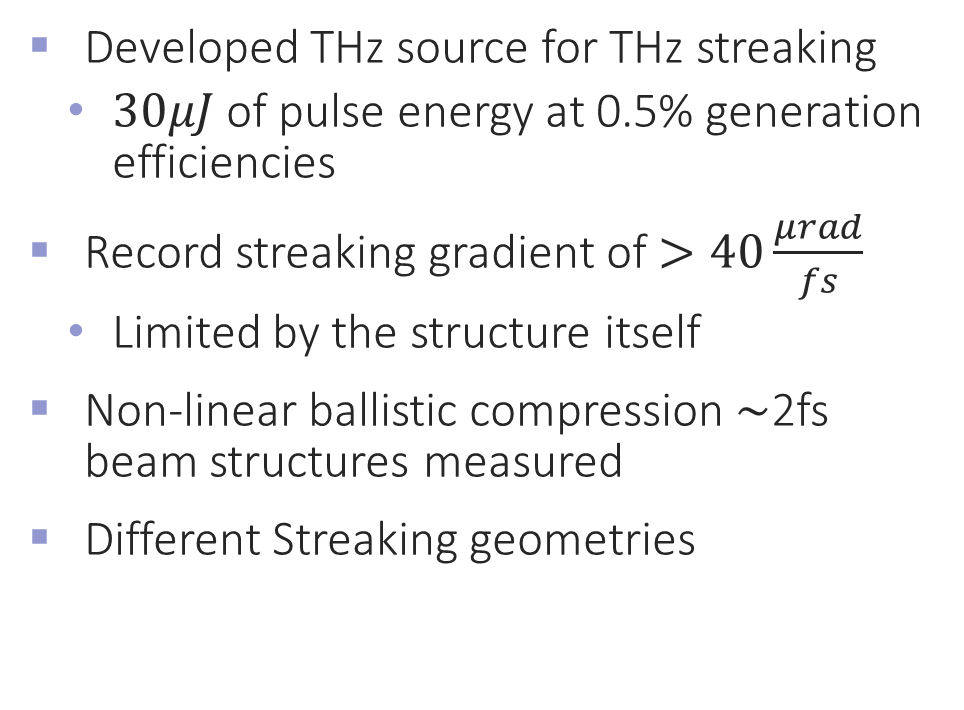 ▪ Developed THz source for THz streaking
• 30μJ of pulse energy at 0.5% generation
efficiencies
▪ Record streaking gradient of > 40 μrad/fs
• Limited by the structure itself
▪ Non-linear ballistic compression ~2fs
beam structures measured
▪ Different Streaking geometries